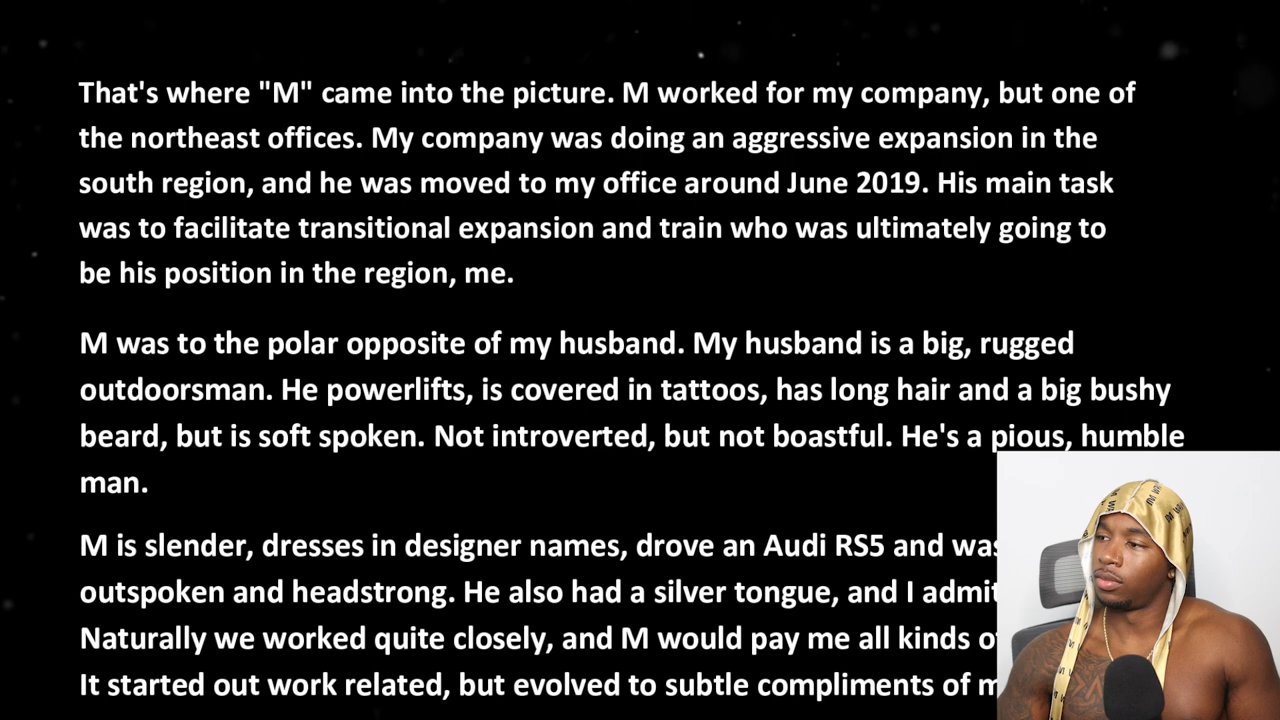 That's where "M" came into the picture. M worked for my company, but one of
the northeast offices. My company was doing an aggressive expansion in the
south region, and he was moved to my office around June 2019. His main task
was to facilitate transitional expansion and train who was ultimately going to
be his position in the region, me.
M was to the polar opposite of my husband. My husband is a big, rugged
outdoorsman. He powerlifts, is covered in tattoos, has long hair and a big bushy
beard, but is soft spoken. Not introverted, but not boastful. He's a pious, humble
man.
M is slender, dresses in designer names, drove an Audi RS5 and was
outspoken and headstrong. He also had a silver tongue, and I admit
Naturally we worked quite closely, and M would pay me all kinds
It started out work related, but evolved to subtle compliments of